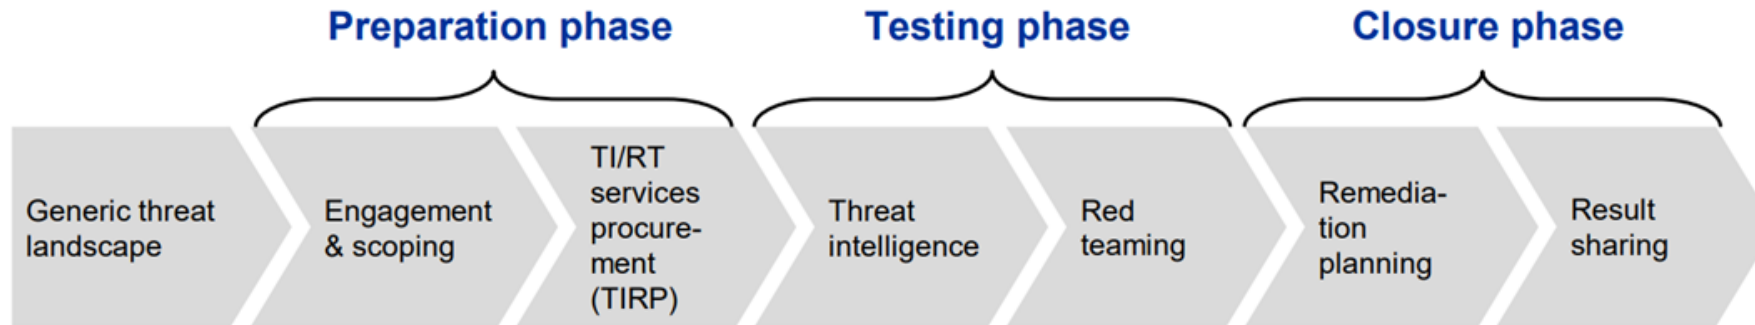 Preparation phase
Testing phase
Closure phase
Generic threat
landscape
Engagement
& scoping
TI/RT
services
procure-
ment
(TIRP)
Threat
intelligence
Red
teaming
Remedia-
tion
planning
Result
sharing